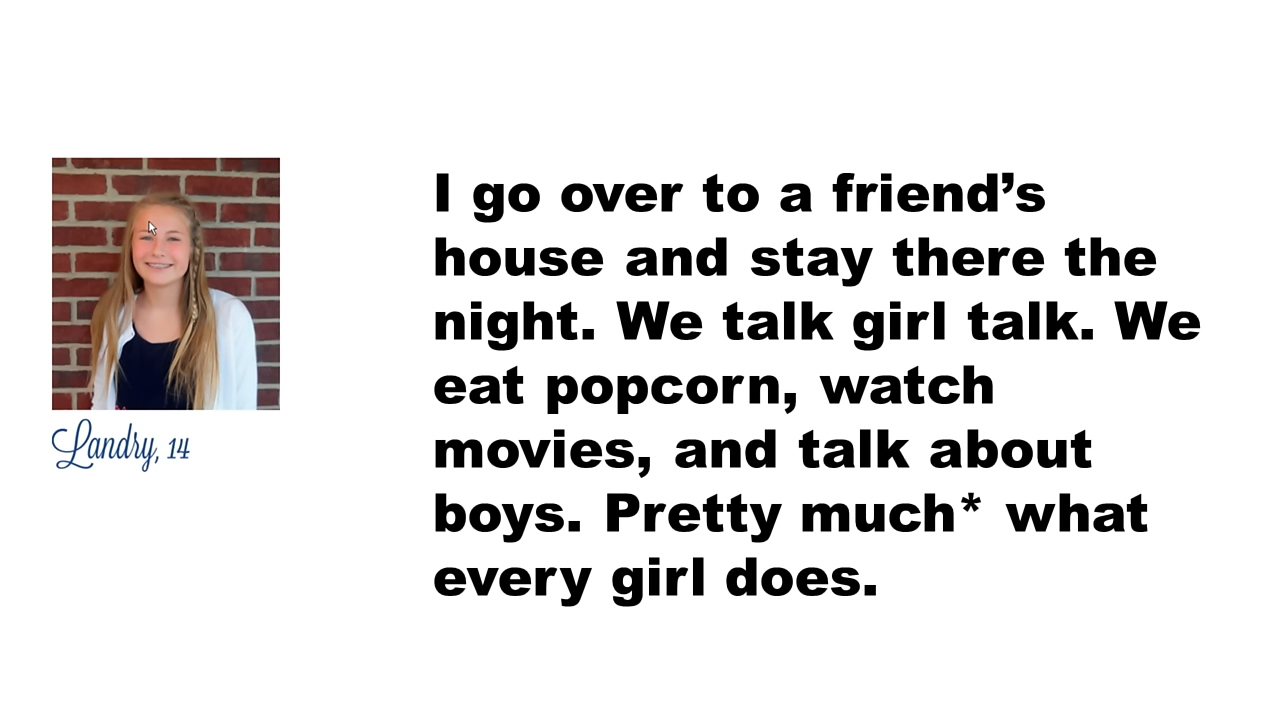 Landry, 14
I go over to a friend’s
house and stay there the
night. We talk girl talk. We
eat popcorn, watch
movies, and talk about
boys. Pretty much* what
every girl does.